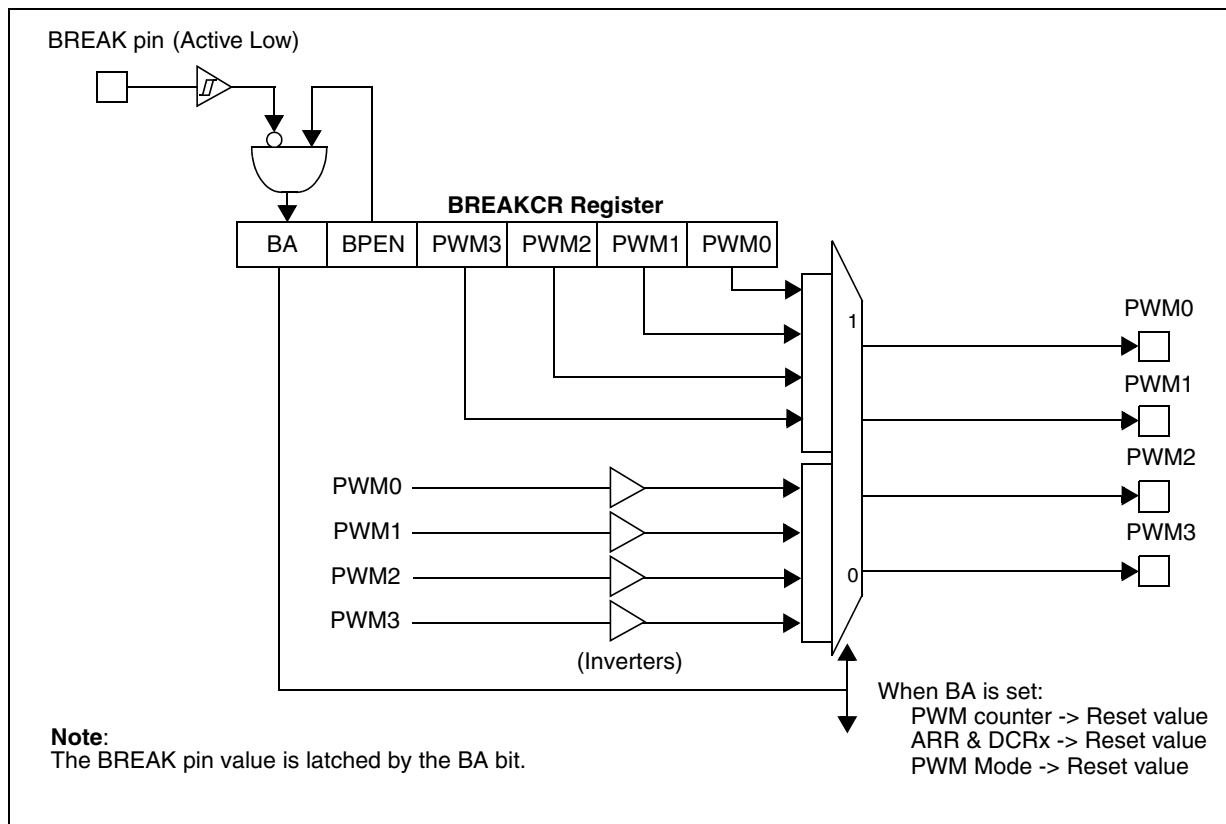 BREAK pin (Active Low)
BREAKCR Register
BA BPEN PWM3 PWM2 PWM1 PWM0
1
PWM0
PWM1
PWM2
PWM3
PWM0
PWM1
PWM2
PWM3
0
(Inverters)
When BA is set:
PWM counter -> Reset value
ARR & DCRx -> Reset value
PWM Mode -> Reset value
Note:
The BREAK pin value is latched by the BA bit.